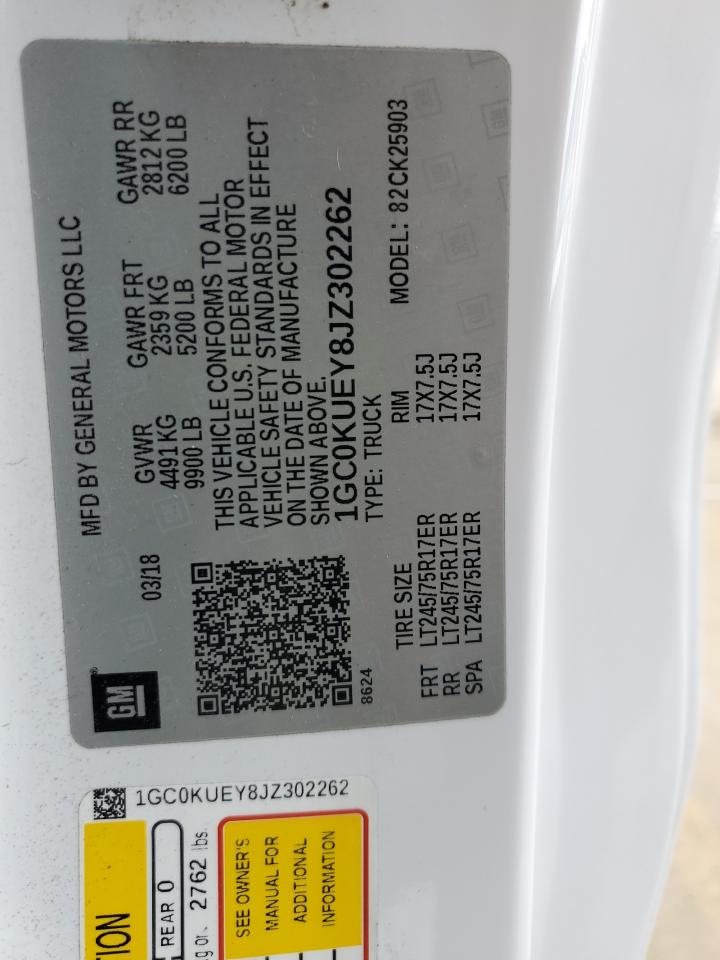 GM
03/18
MFD BY GENERAL MOTORS LLC
GVWR GAWR FRT GAWR RR
4491 KG 2359 KG 2812 KG
9900 LB 5200 LB 6200 LB
THIS VEHICLE CONFORMS TO ALL
APPLICABLE U.S. FEDERAL MOTOR
VEHICLE SAFETY STANDARDS IN EFFECT
ON THE DATE OF MANUFACTURE
SHOWN ABOVE.
1GC0KUEY8JZ302262
8624
TYPE: TRUCK MODEL: 82CK25903
TIRE SIZE RIM
FRT LT245/75R17ER 17X7.5J
RR LT245/75R17ER 17X7.5J
SPA LT245/75R17ER 17X7.5J
1GC0KUEY8JZ302262
REAR 0
2762 lbs.
SEE OWNER'S
MANUAL FOR
ADDITIONAL
INFORMATION